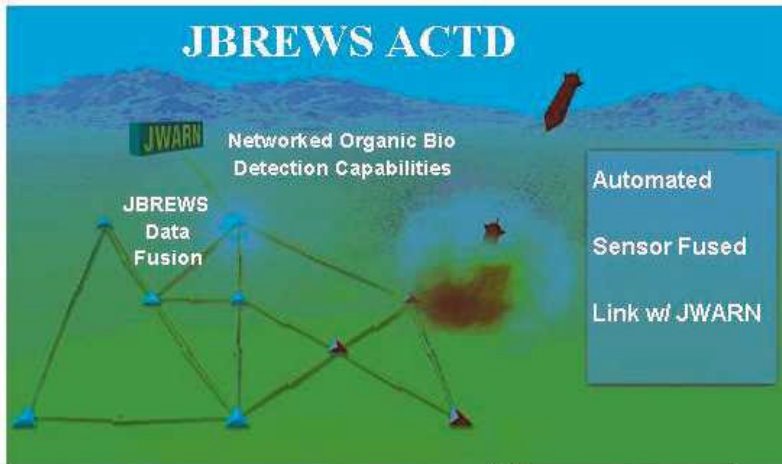 JBREWS ACTD
JWARN
Networked Organic Bio
Detection Capabilities
JBREWS
Data
Fusion
Automated
Sensor Fused
Link w/ JWARN